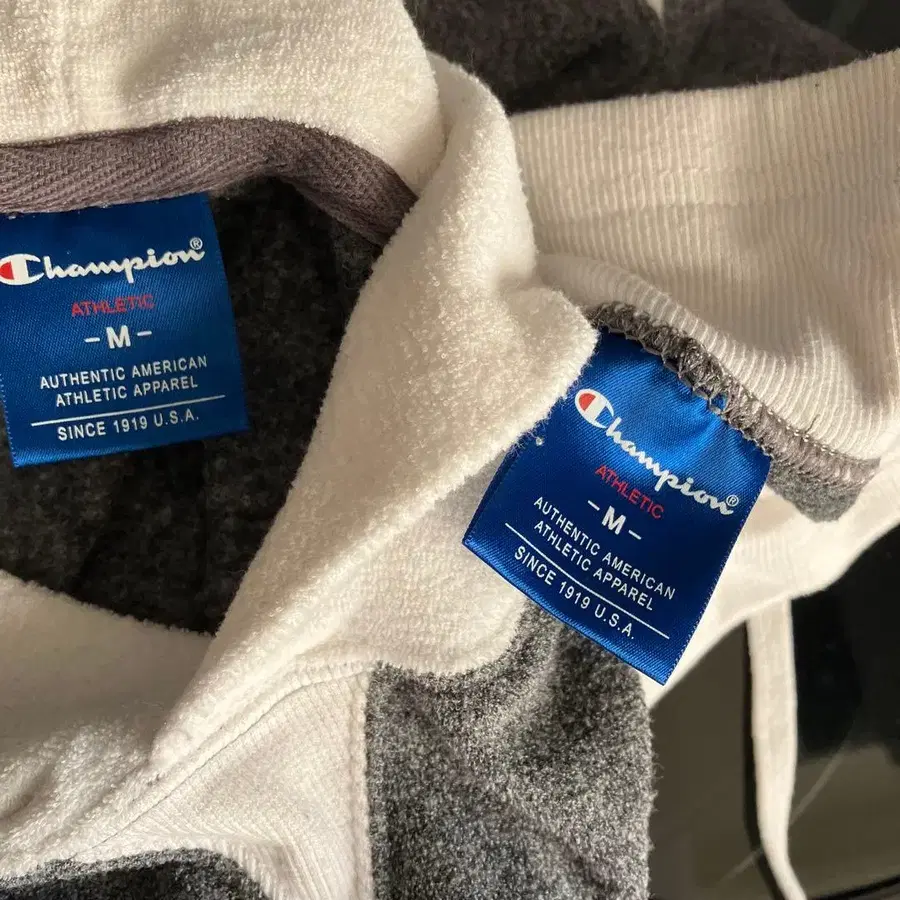 Champion®
ATHLETIC
-M-
AUTHENTIC AMERICAN
ATHLETIC APPAREL
SINCE 1919 U.S.A.
Champion®
ATHLETIC
-M-
AUTHENTIC AMERICAN
ATHLETIC APPAREL
SINCE 1919 U.S.A.